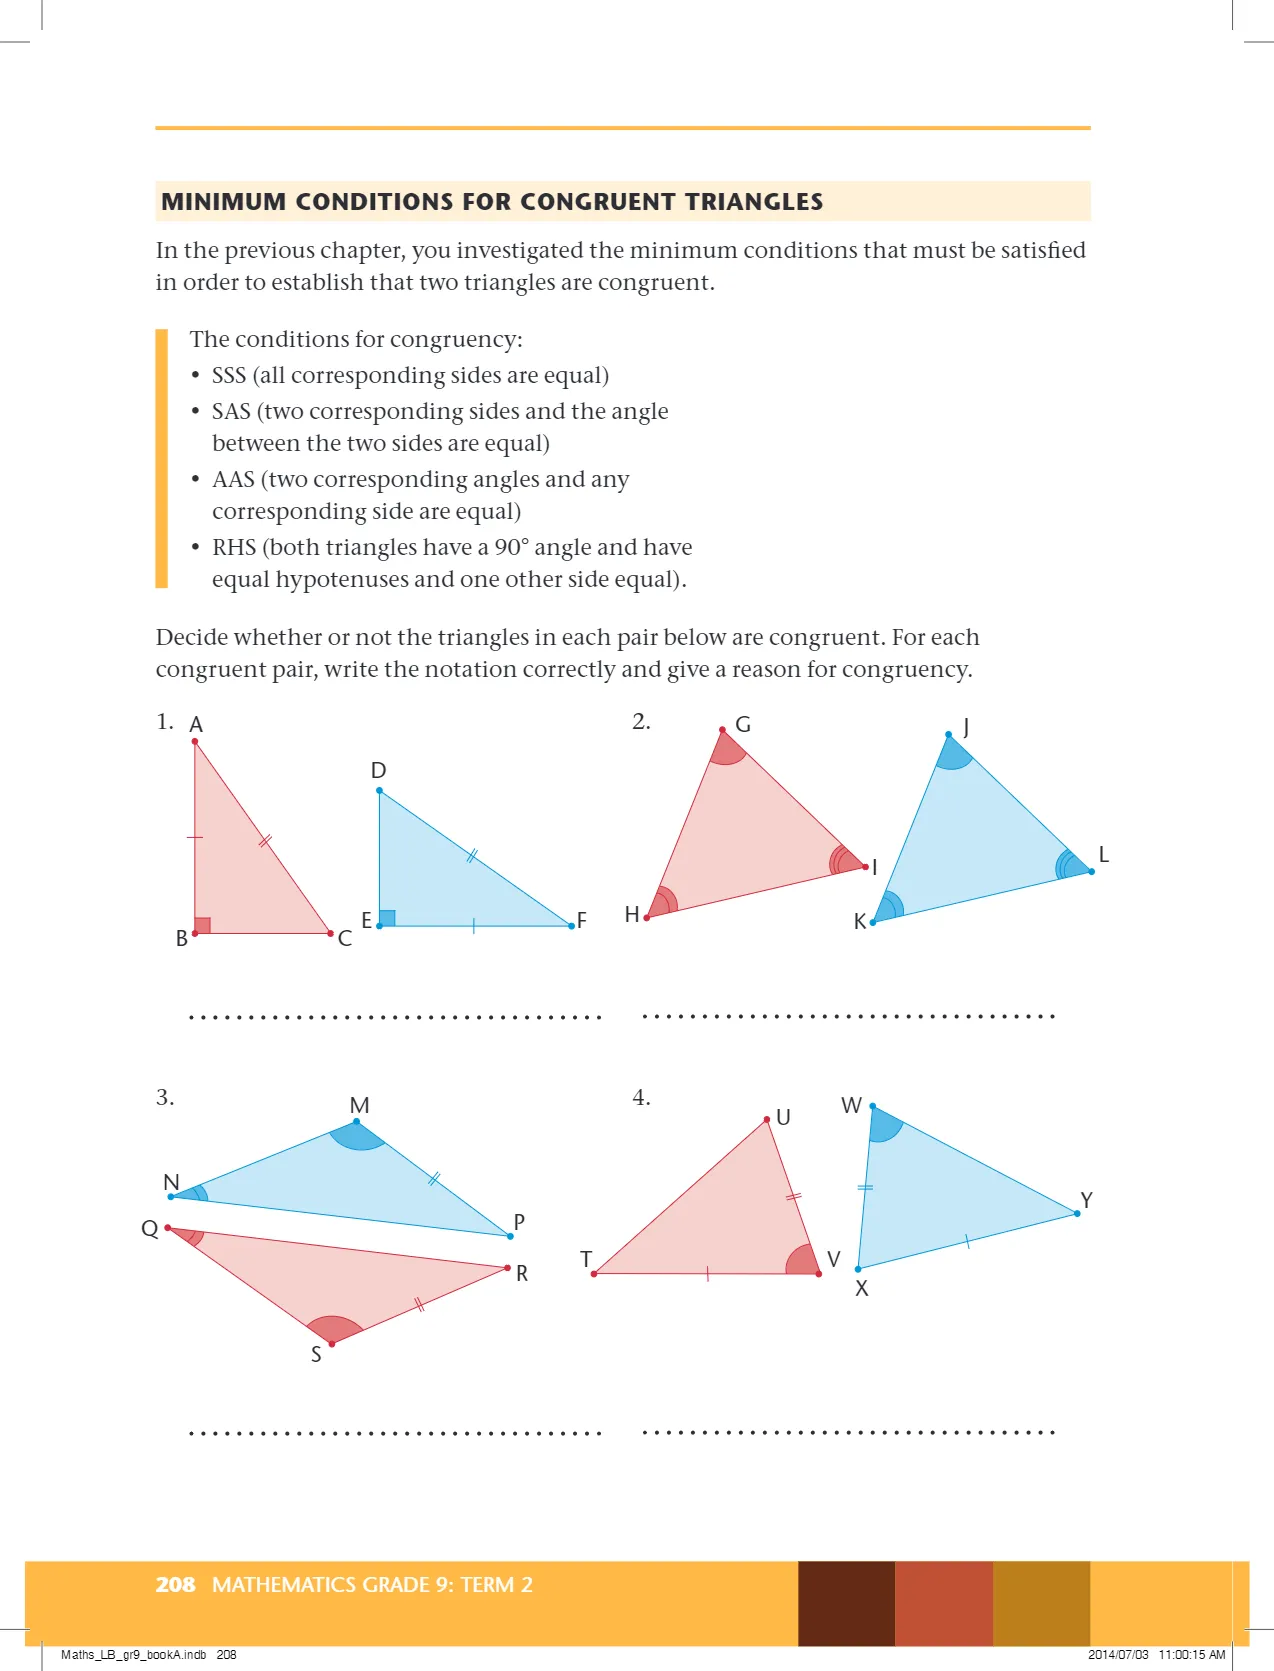 MINIMUM CONDITIONS FOR CONGRUENT TRIANGLES
In the previous chapter, you investigated the minimum conditions that must be satisfied
in order to establish that two triangles are congruent.
The conditions for congruency:
• SSS (all corresponding sides are equal)
• SAS (two corresponding sides and the angle
between the two sides are equal)
• AAS (two corresponding angles and any
corresponding side are equal)
• RHS (both triangles have a 90° angle and have
equal hypotenuses and one other side equal).
Decide whether or not the triangles in each pair below are congruent. For each
congruent pair, write the notation correctly and give a reason for congruency.
1.
A
D
B
C
E
F
2.
G
J
H
I
K
L
3.
M
N
P
Q
R
S
4.
U
W
T
V
X
Y
208 MATHEMATICS GRADE 9: TERM 2
Maths_LB_gr9_bookA.indb 208
2014/07/03 11:00:15 AM